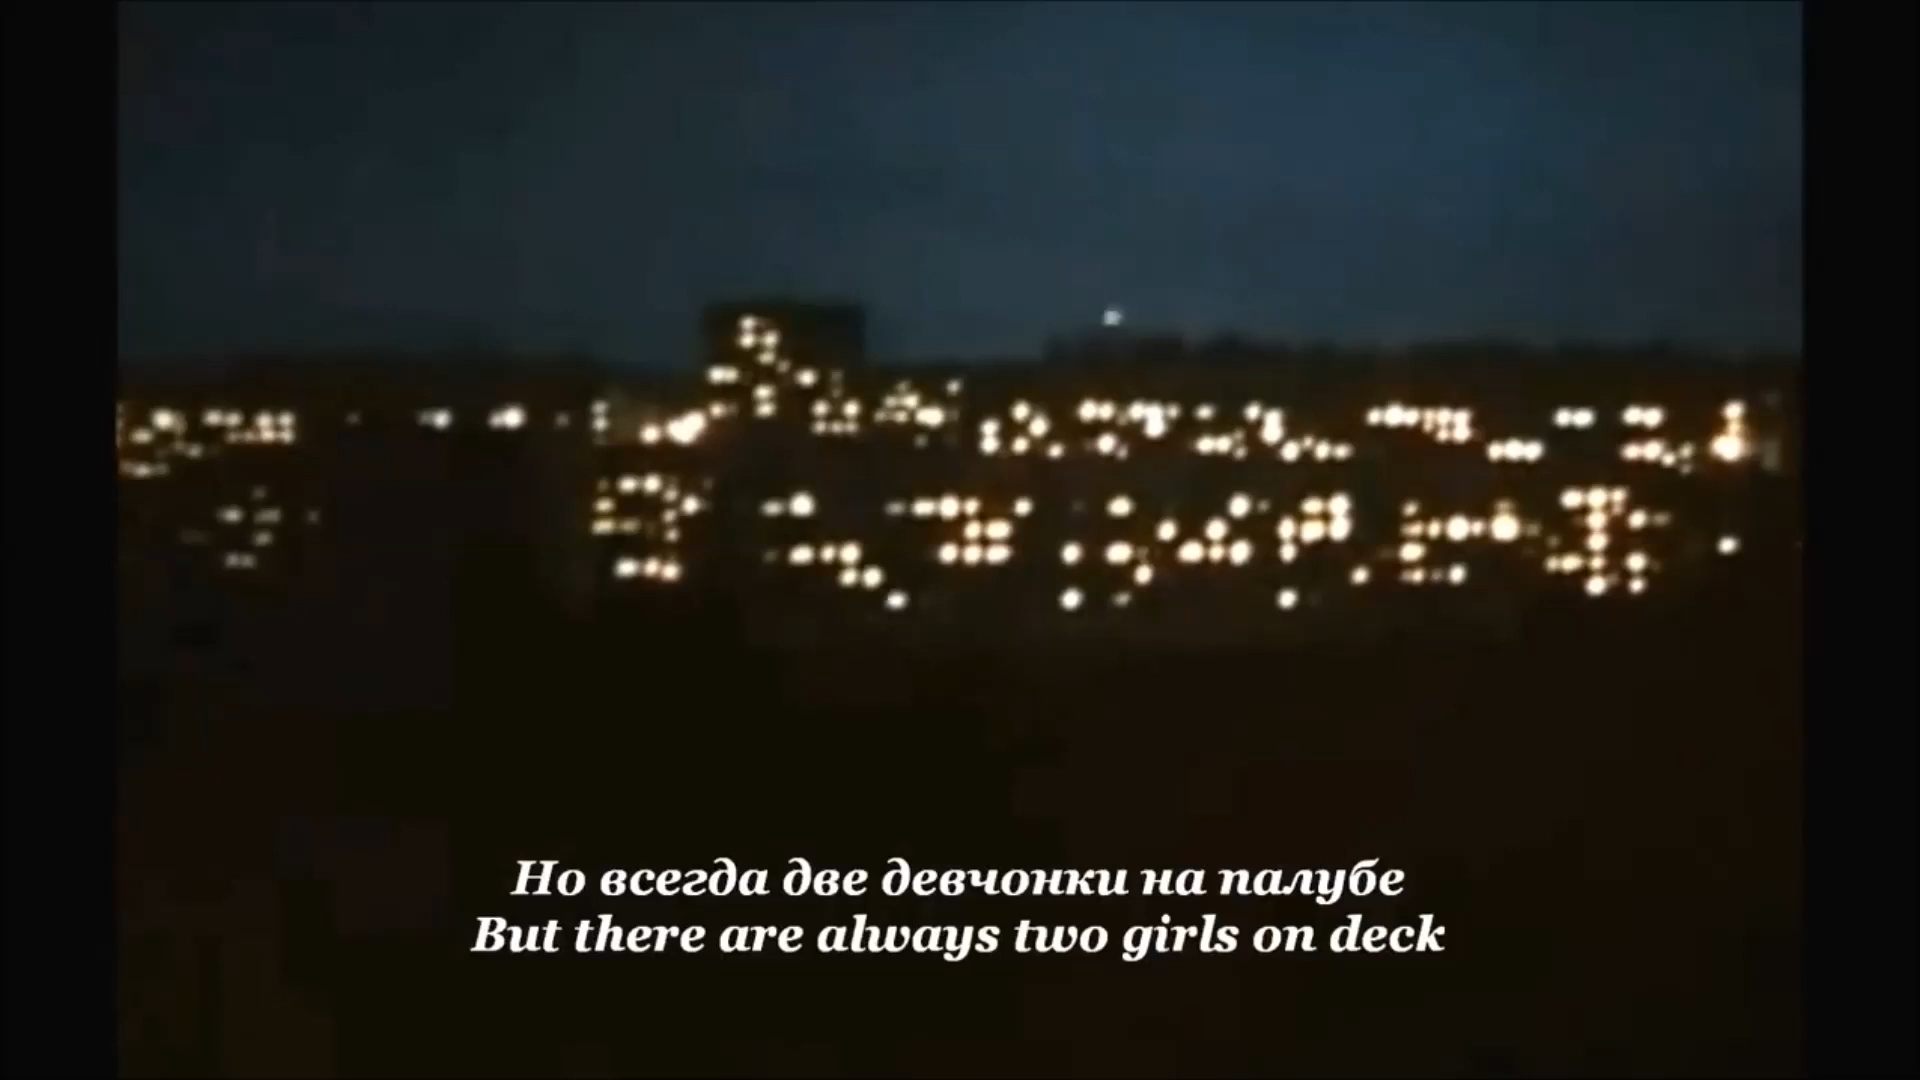 Но всегда две девчонки на палубе
But there are always two girls on deck